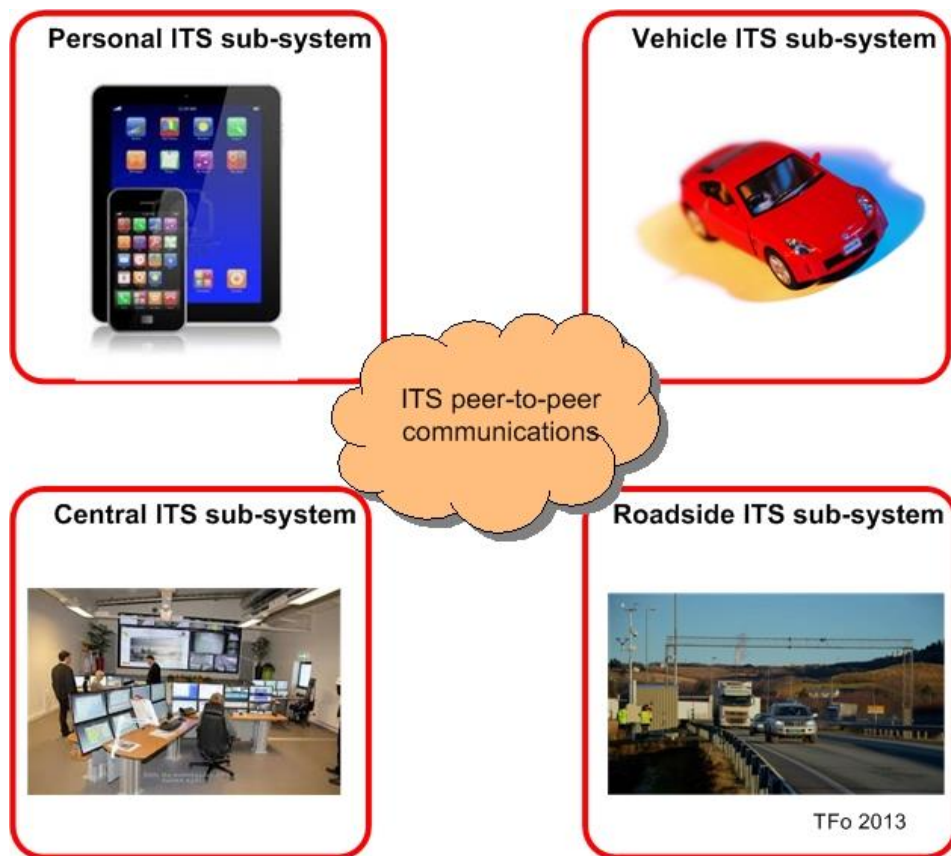 Personal ITS sub-system
Vehicle ITS sub-system
ITS peer-to-peer
communications
Central ITS sub-system
Roadside ITS sub-system
TFo 2013